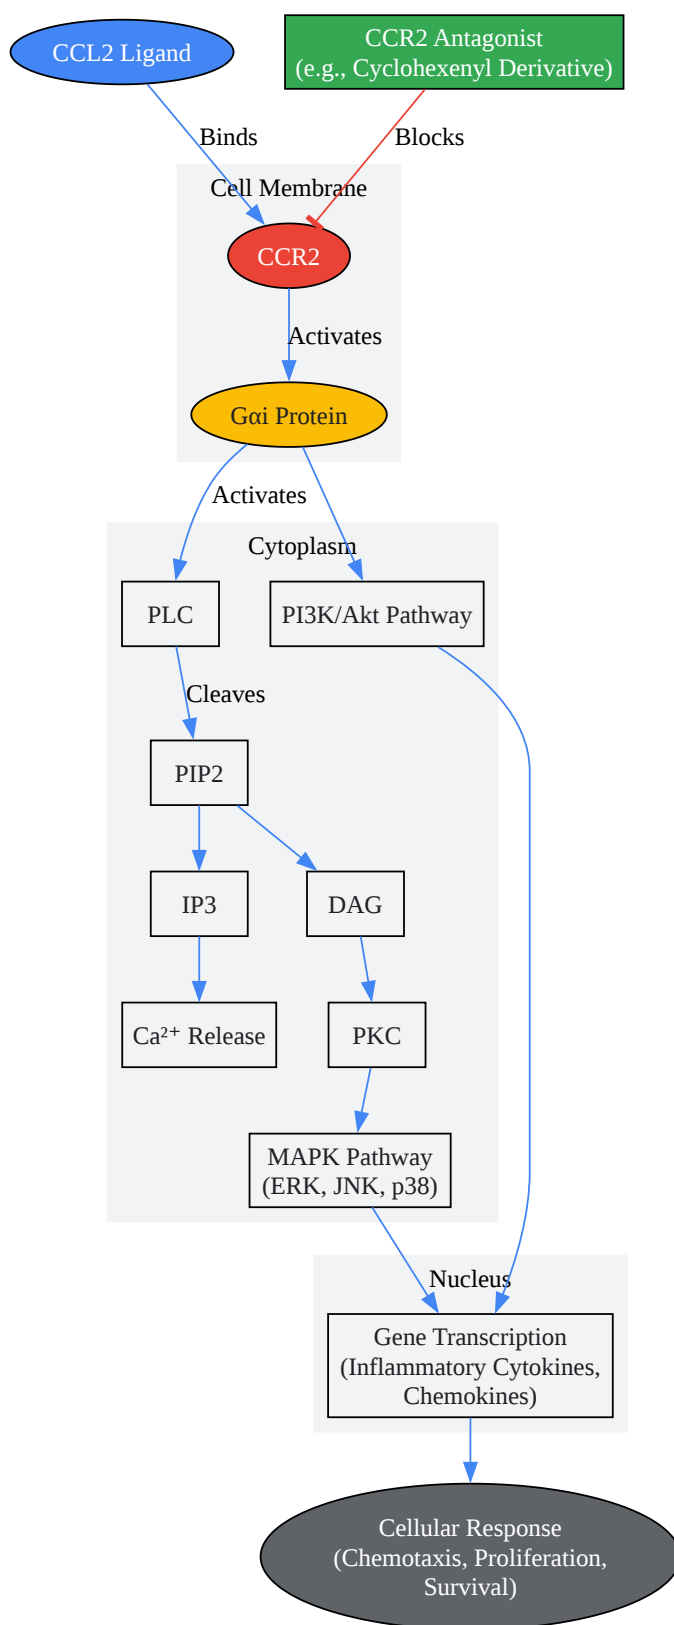 CCL2 Ligand
CCR2 Antagonist
(e.g., Cyclohexenyl Derivative)
Binds
Blocks
Cell Membrane
CCR2
Activates
Gαi Protein
Activates
Cytoplasm
PLC
PI3K/Akt Pathway
Cleaves
PIP2
IP3
DAG
Ca²⁺ Release
PKC
MAPK Pathway
(ERK, JNK, p38)
Nucleus
Gene Transcription
(Inflammatory Cytokines,
Chemokines)
Cellular Response
(Chemotaxis, Proliferation,
Survival)